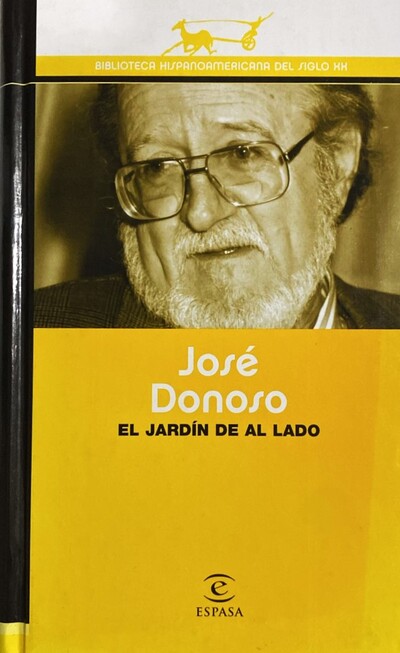 BIBLIOTECA HISPANOAMERICANA DEL SIGLO XX
José
Donoso
EL JARDÍN DE AL LADO
e
ESPASA